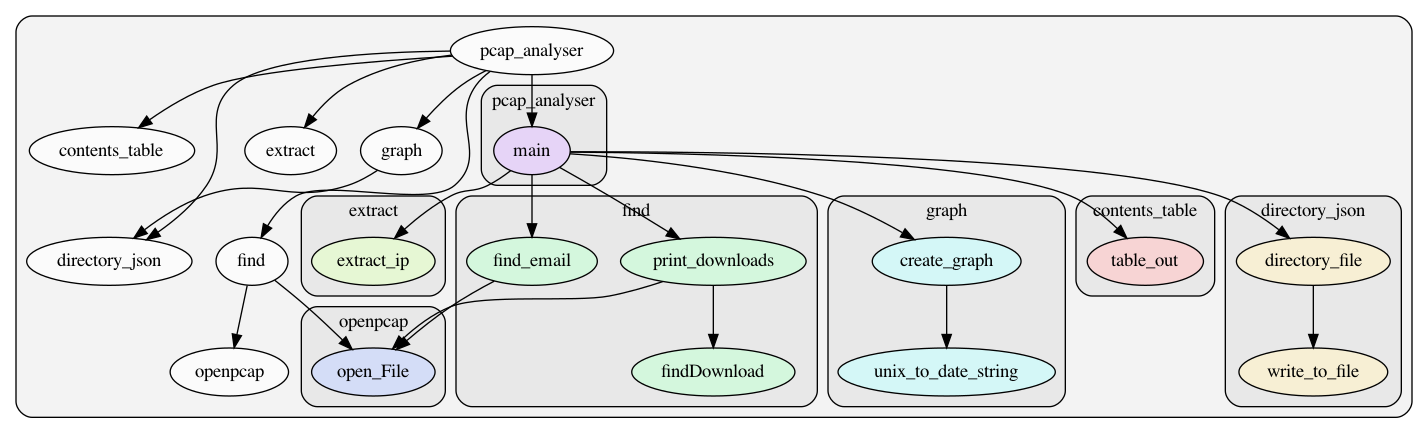 pcap_analyser
pcap_analyser
contents_table
extract
graph
main
extract
find
graph
contents_table
directory_json
directory_json
find
extract_ip
find_email
print_downloads
create_graph
table_out
directory_file
openpcap
openpcap
open_File
findDownload
unix_to_date_string
write_to_file